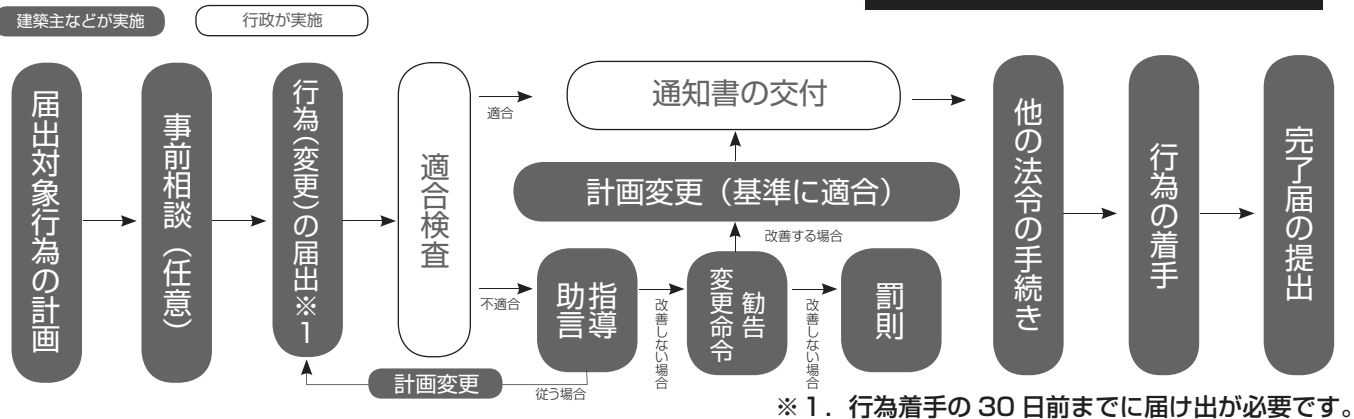 建築主などが実施
行政が実施
届出対象行為の計画
事前相談（任意）
行為（変更）の届出※1
適合検査
適合
通知書の交付
計画変更（基準に適合）
改善する場合
不適合
指導
助言
改善しない場合
勧告
変更命令
改善しない場合
罰則
計画変更
従う場合
他の法令の手続き
行為の着手
完了届の提出
※1．行為着手の 30 日前までに届け出が必要です。